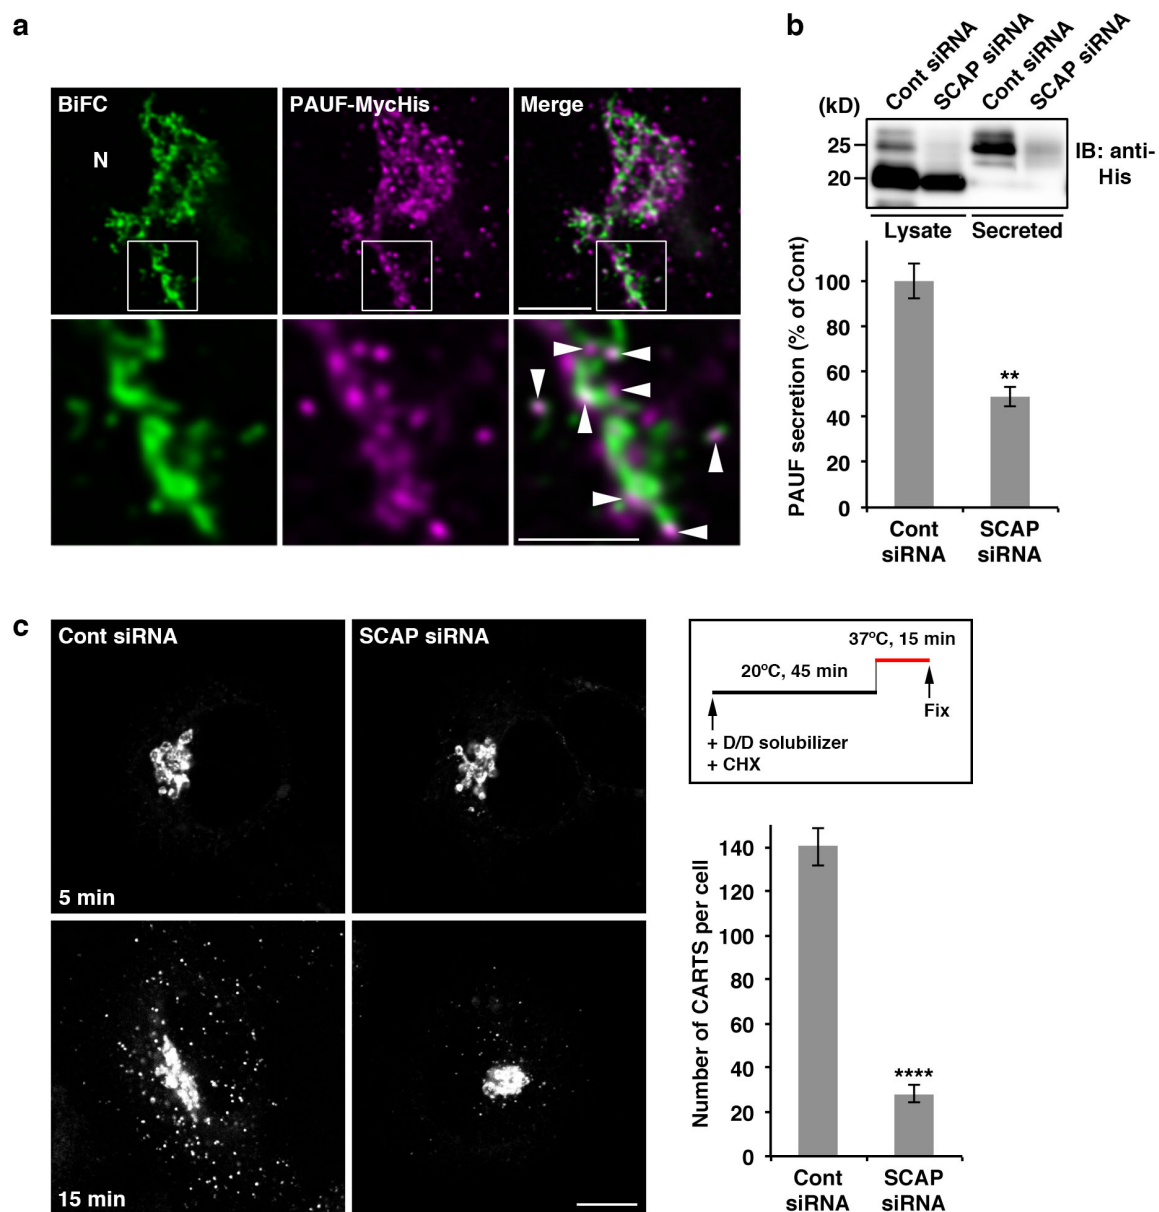 a
BiFC
N
PAUF-MycHis
Merge
b
Cont siRNA
SCAP siRNA
Cont siRNA
SCAP siRNA
(kD)
25
20
IB: anti-
His
Lysate
Secreted
PAUF secretion (% of Cont)
100
80
60
40
20
0
**
Cont
siRNA
SCAP
siRNA
c
Cont siRNA
SCAP siRNA
5 min
15 min
37ºC, 15 min
20ºC, 45 min
Fix
+ D/D solubilizer
+ CHX
Number of CARTS per cell
140
120
100
80
60
40
20
0
****
Cont
siRNA
SCAP
siRNA